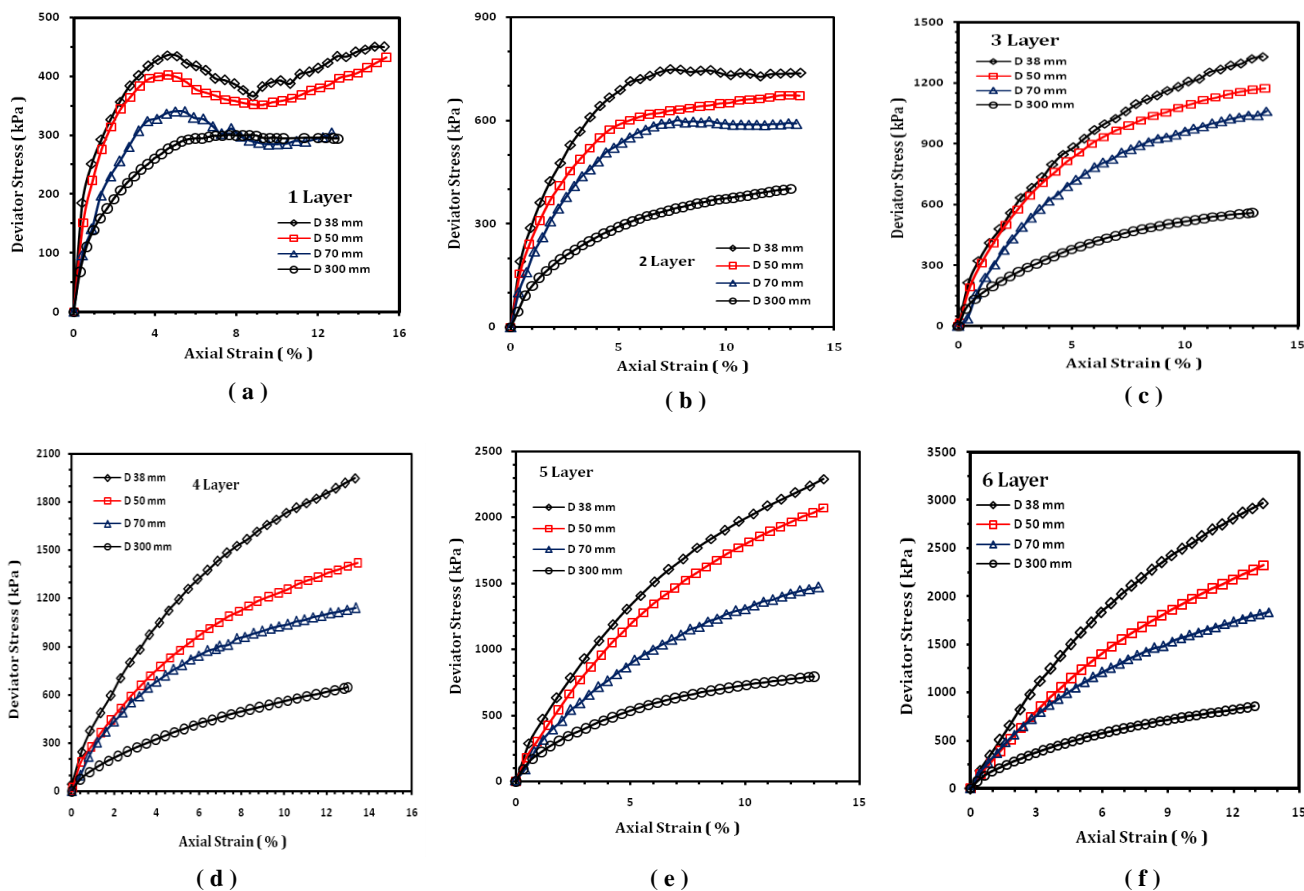 500
400
300
200
100
0
0
4
8
12
16
Deviator Stress ( kPa)
Axial Strain ( % )
1 Layer
D 38 mm
D 50 mm
D 70 mm
D 300 mm
( a )
900
600
300
0
0
5
10
15
Deviator Stress ( kPa)
Axial Strain ( % )
2 Layer
D 38 mm
D 50 mm
D 70 mm
D 300 mm
( b )
1500
1200
900
600
300
0
0
5
10
15
Deviator Stress ( kPa)
Axial Strain ( % )
3 Layer
D 38 mm
D 50 mm
D 70 mm
D 300 mm
( c )
2100
1800
1500
1200
900
600
300
0
0
2
4
6
8
10
12
14
16
Deviator Stress ( kPa)
Axial Strain ( % )
4 Layer
D 38 mm
D 50 mm
D 70 mm
D 300 mm
( d )
2500
2000
1500
1000
500
0
0
5
10
15
Deviator Stress ( kPa)
Axial Strain ( % )
5 Layer
D 38 mm
D 50 mm
D 70 mm
D 300 mm
( e )
3500
3000
2500
2000
1500
1000
500
0
0
3
6
9
12
15
Deviator Stress ( kPa)
Axial Strain ( % )
6 Layer
D 38 mm
D 50 mm
D 70 mm
D 300 mm
( f )